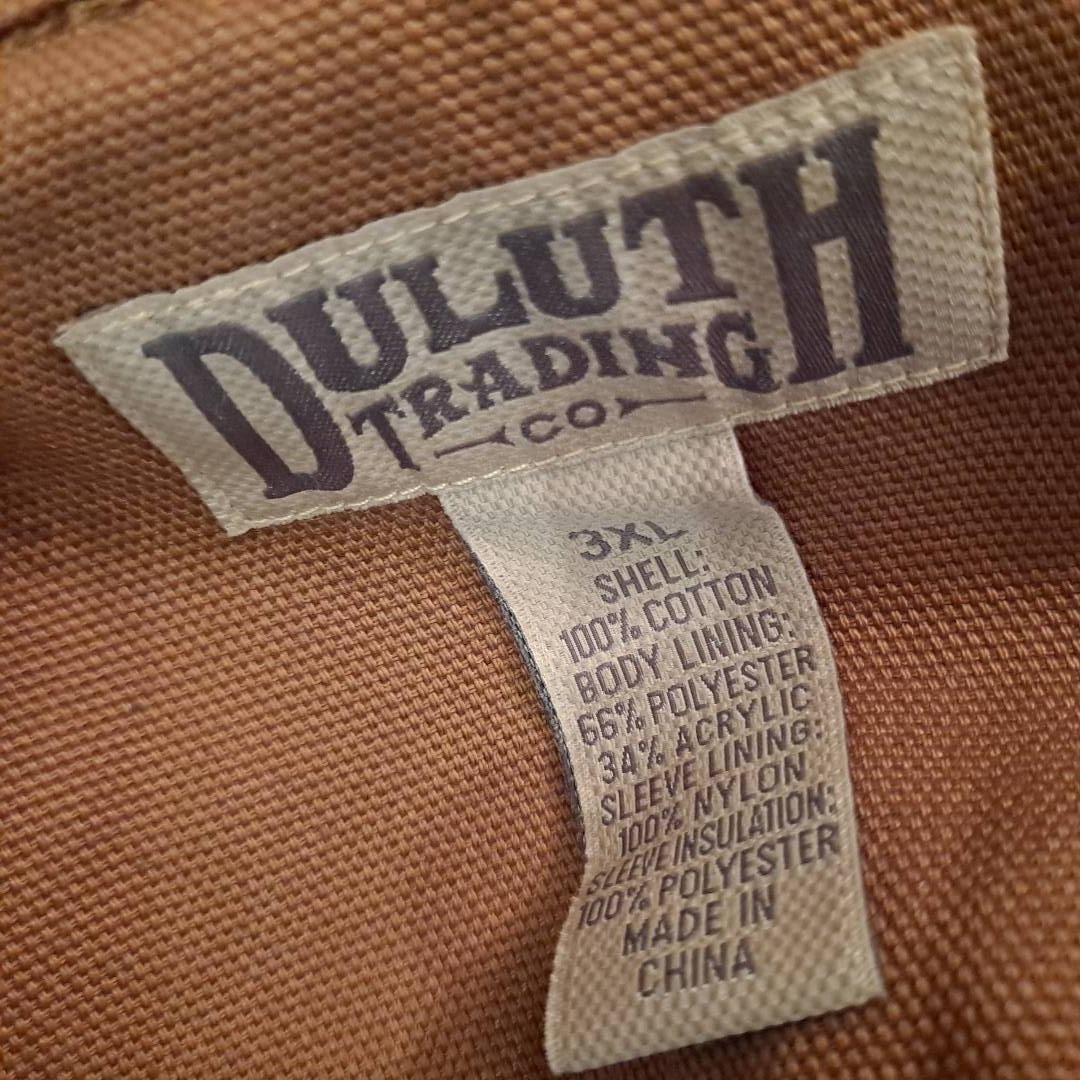 DULUTH
TRADING
CO
3XL
SHELL:
100% COTTON
BODY LINING:
66% POLYESTER
34% ACRYLIC
SLEEVE LINING:
100% NYLON
SLEEVE INSULATION:
100% POLYESTER
MADE IN
CHINA